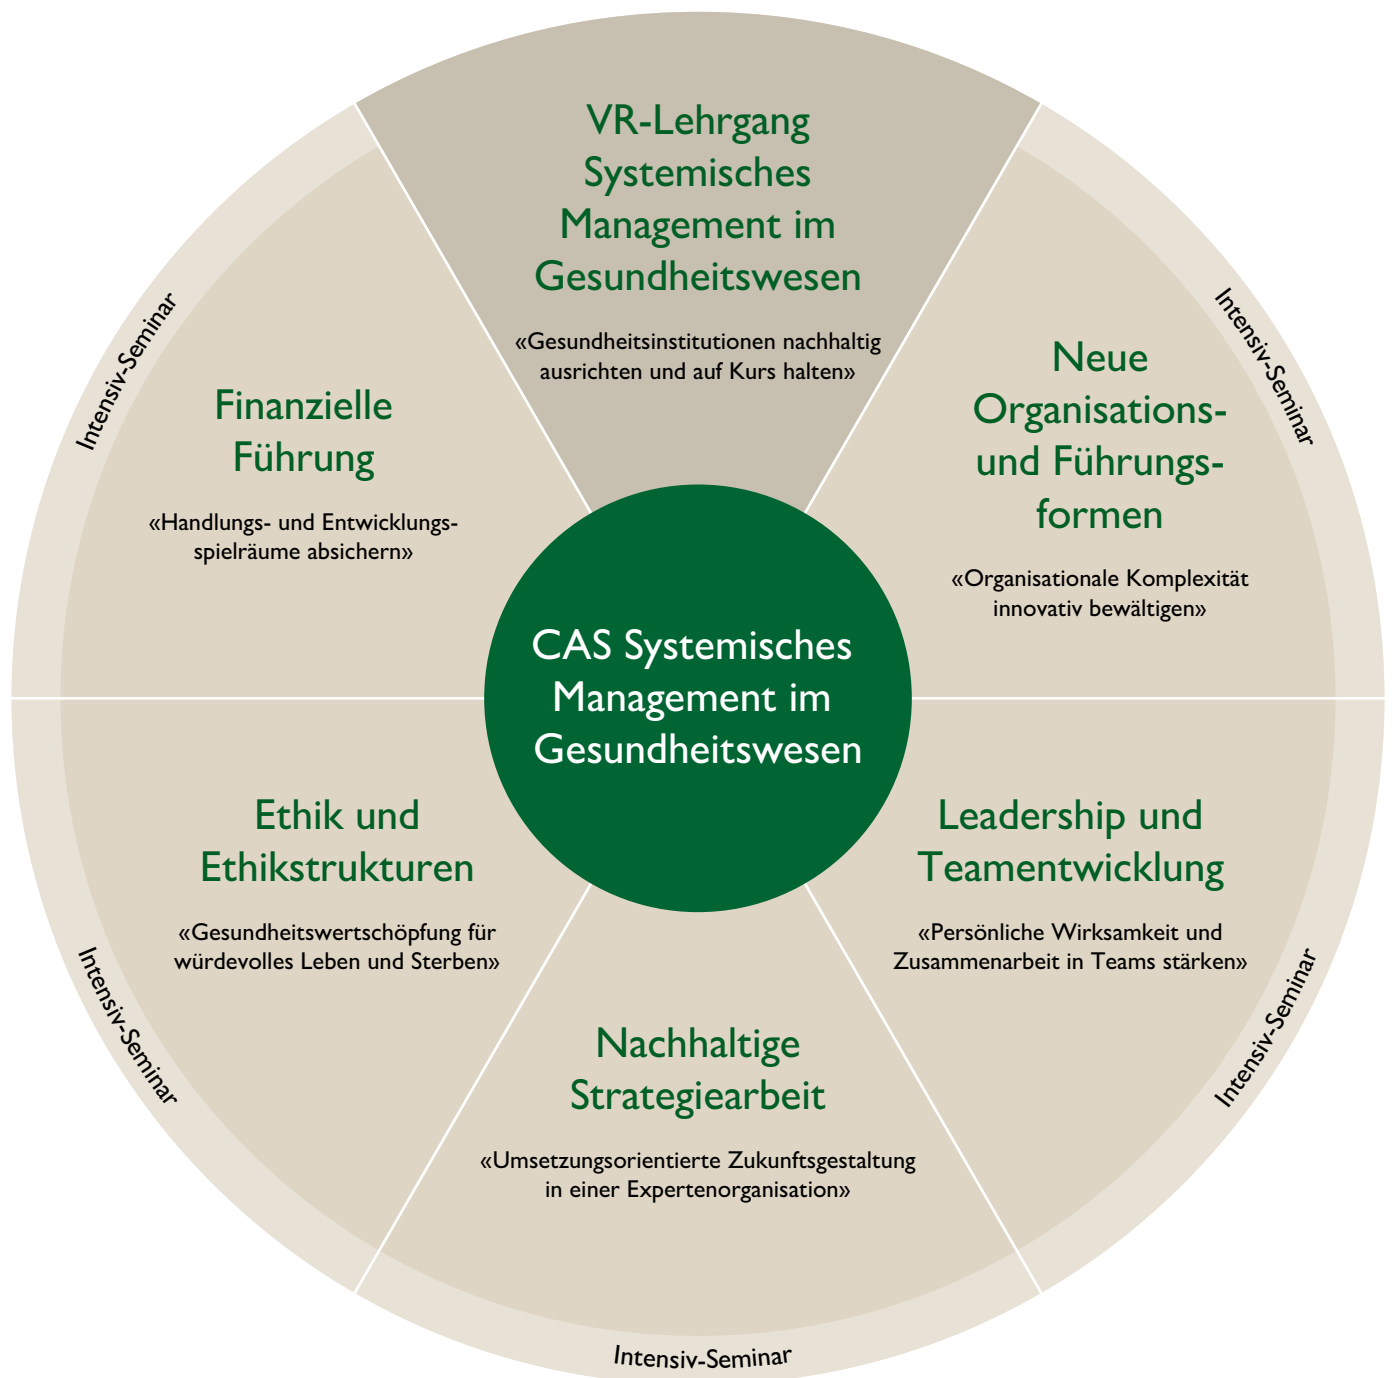 VR-Lehrgang
Systemisches
Management im
Gesundheitswesen
«Gesundheitsinstitutionen nachhaltig
ausrichten und auf Kurs halten»
Intensiv-Seminar
Neue
Organisations-
und Führungs-
formen
«Organisationale Komplexität
innovativ bewältigen»
Intensiv-Seminar
Leadership und
Teamentwicklung
«Persönliche Wirksamkeit und
Zusammenarbeit in Teams stärken»
Intensiv-Seminar
Nachhaltige
Strategiearbeit
«Umsetzungsorientierte Zukunftsgestaltung
in einer Expertenorganisation»
Intensiv-Seminar
Ethik und
Ethikstrukturen
«Gesundheitswertschöpfung für
würdevolles Leben und Sterben»
Intensiv-Seminar
Finanzielle
Führung
«Handlungs- und Entwicklungs-
spielräume absichern»
CAS Systemisches
Management im
Gesundheitswesen